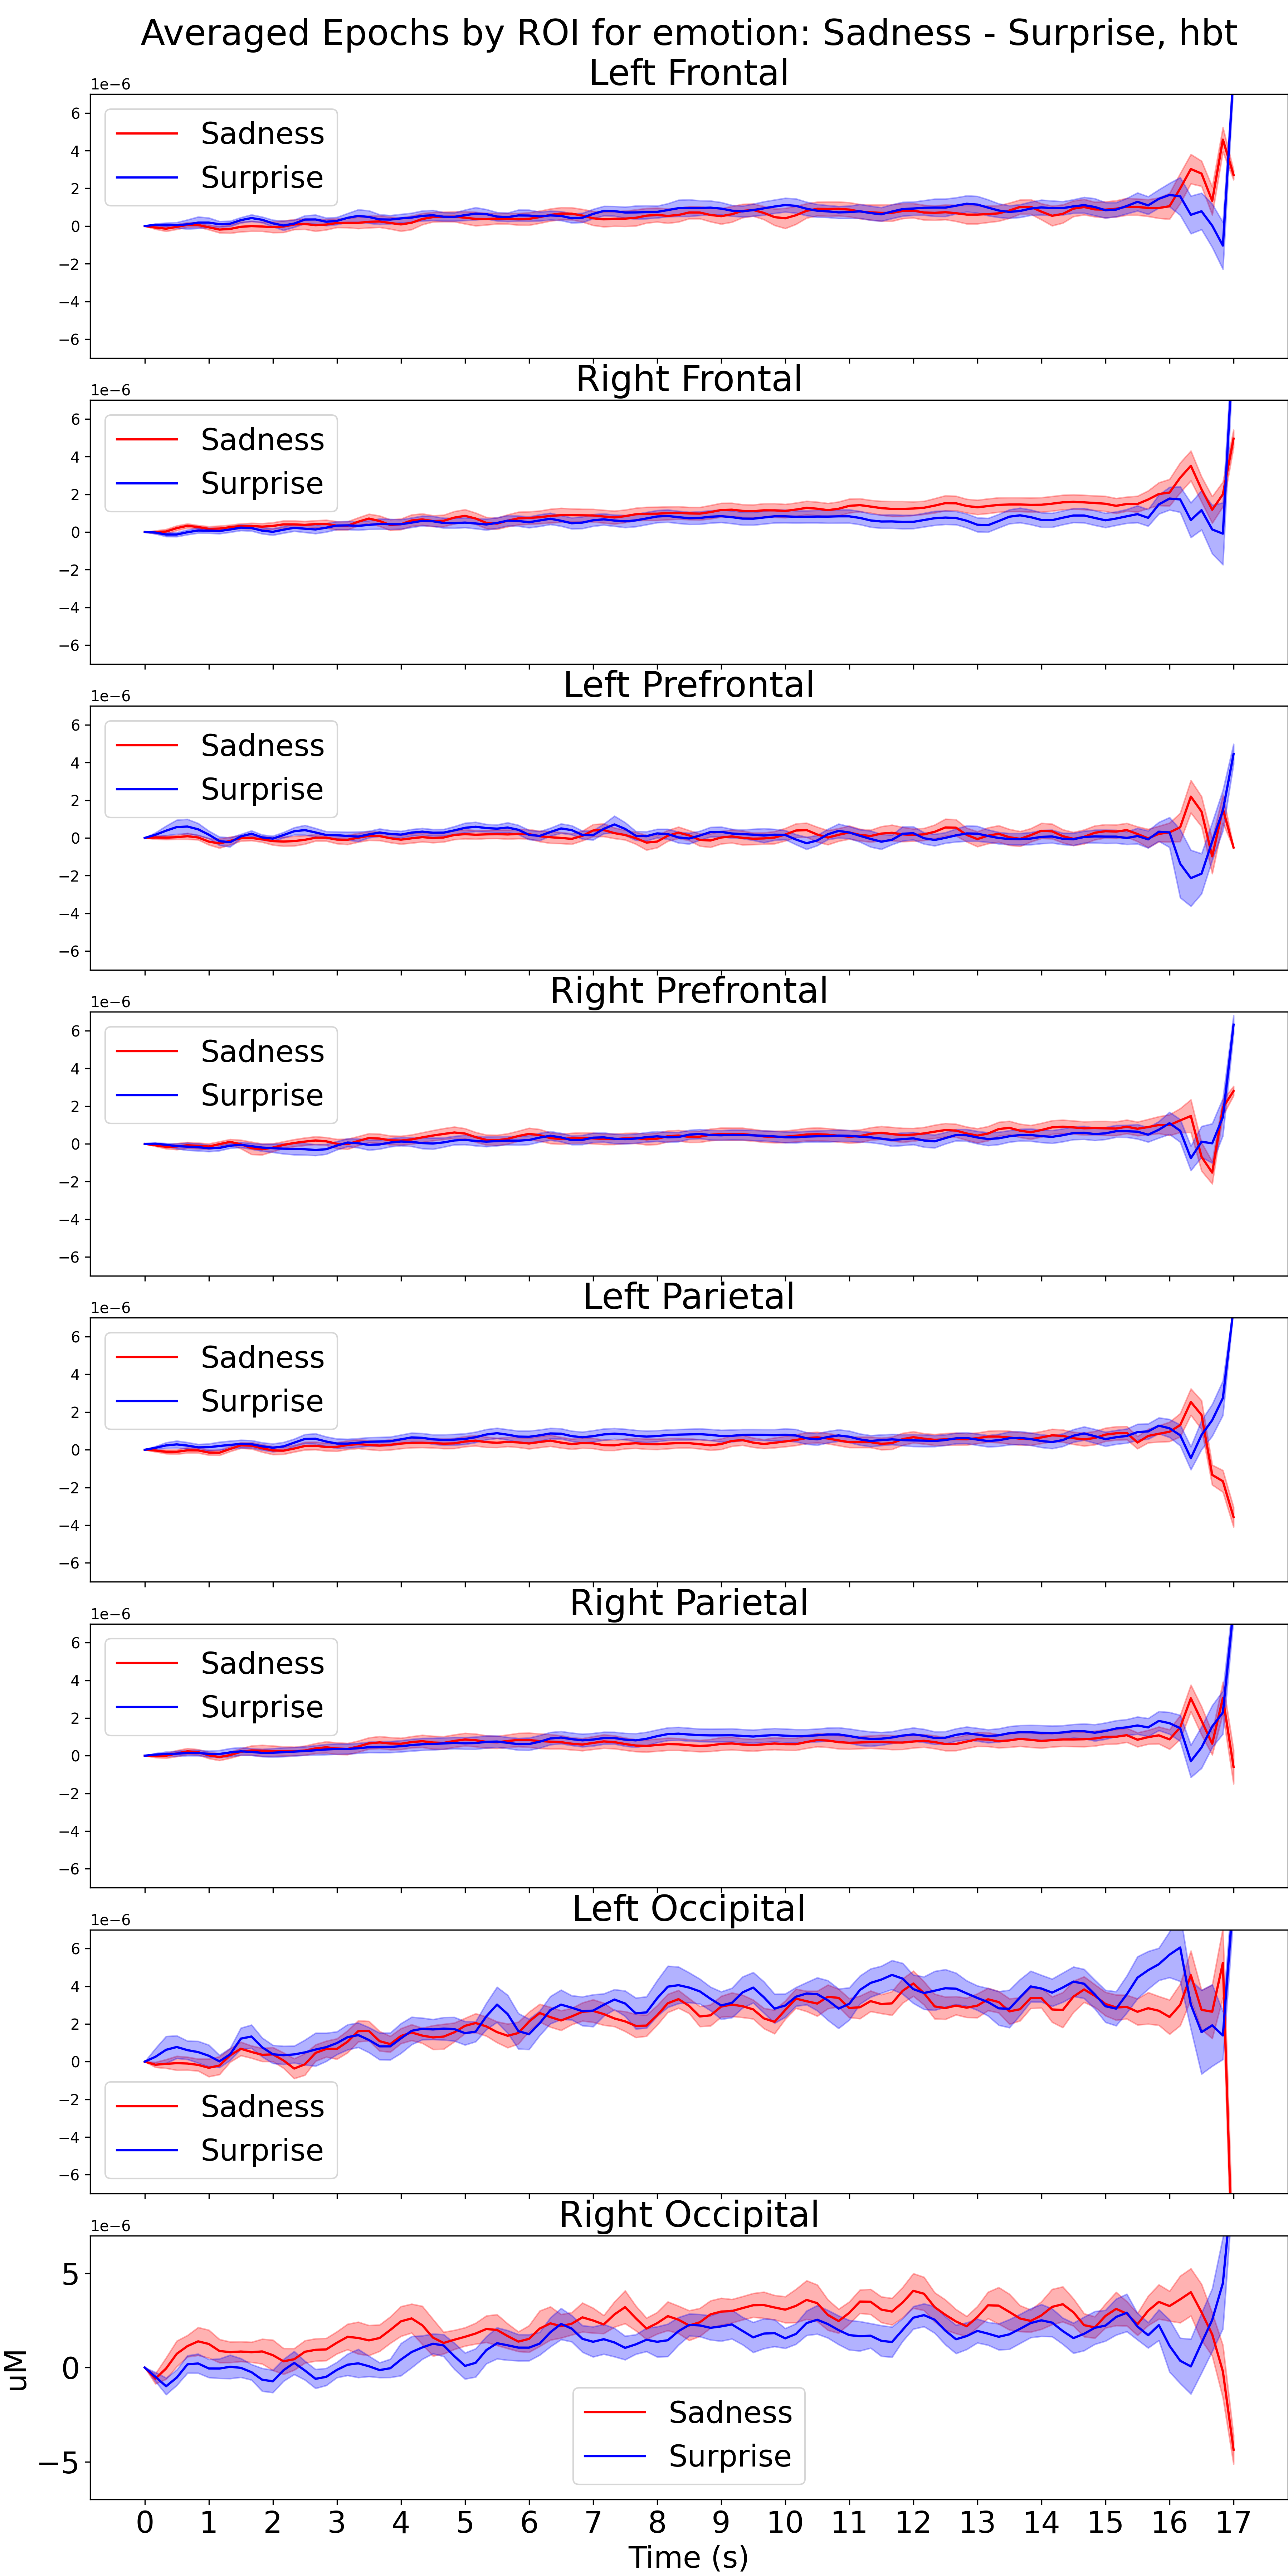 Averaged Epochs by ROI for emotion: Sadness - Surprise, hbt
Left Frontal
1e−6
6
4
2
0
−2
−4
−6
Sadness
Surprise
Right Frontal
1e−6
6
4
2
0
−2
−4
−6
Sadness
Surprise
Left Prefrontal
1e−6
6
4
2
0
−2
−4
−6
Sadness
Surprise
Right Prefrontal
1e−6
6
4
2
0
−2
−4
−6
Sadness
Surprise
Left Parietal
1e−6
6
4
2
0
−2
−4
−6
Sadness
Surprise
Right Parietal
1e−6
6
4
2
0
−2
−4
−6
Sadness
Surprise
Left Occipital
1e−6
6
4
2
0
−2
−4
−6
Sadness
Surprise
Right Occipital
1e−6
5
0
−5
uM
Sadness
Surprise
0 1 2 3 4 5 6 7 8 9 10 11 12 13 14 15 16 17
Time (s)